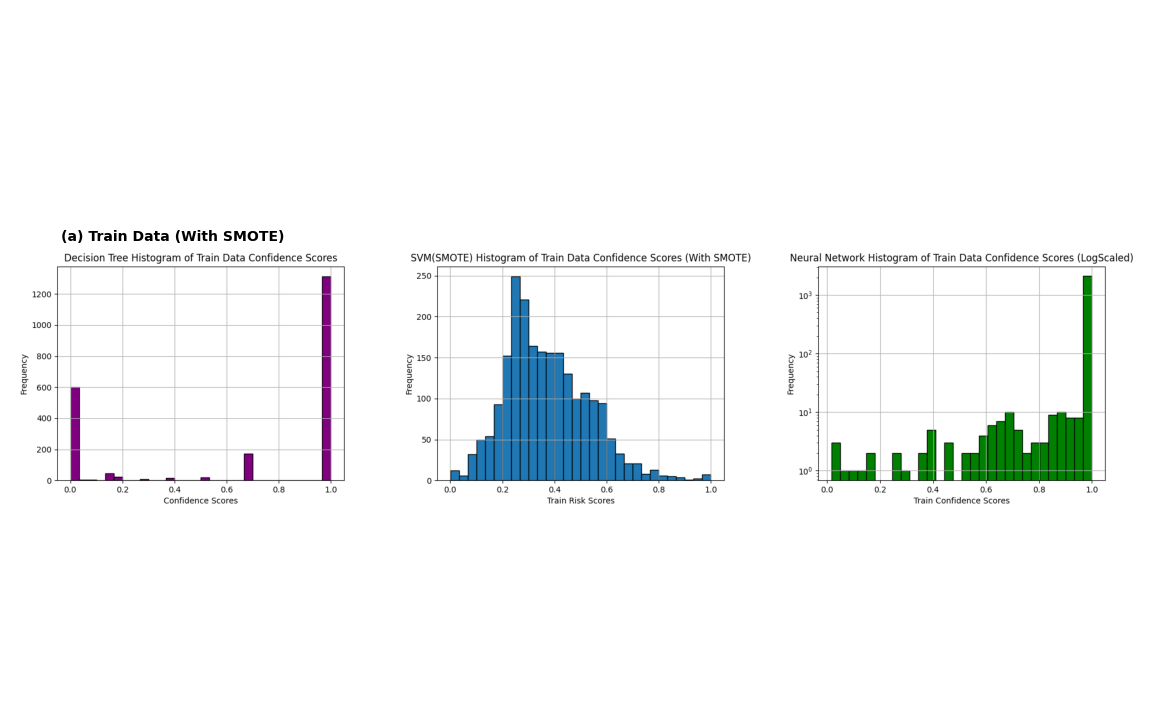 (a) Train Data (With SMOTE)
Decision Tree Histogram of Train Data Confidence Scores
1200
1000
800
600
400
200
0
0.0 0.2 0.4 0.6 0.8 1.0
Frequency
Confidence Scores
SVM(SMOTE) Histogram of Train Data Confidence Scores (With SMOTE)
250
200
150
100
50
0
0.0 0.2 0.4 0.6 0.8 1.0
Frequency
Train Risk Scores
Neural Network Histogram of Train Data Confidence Scores (LogScaled)
10³
10²
10¹
10⁰
0.0 0.2 0.4 0.6 0.8 1.0
Frequency
Train Confidence Scores